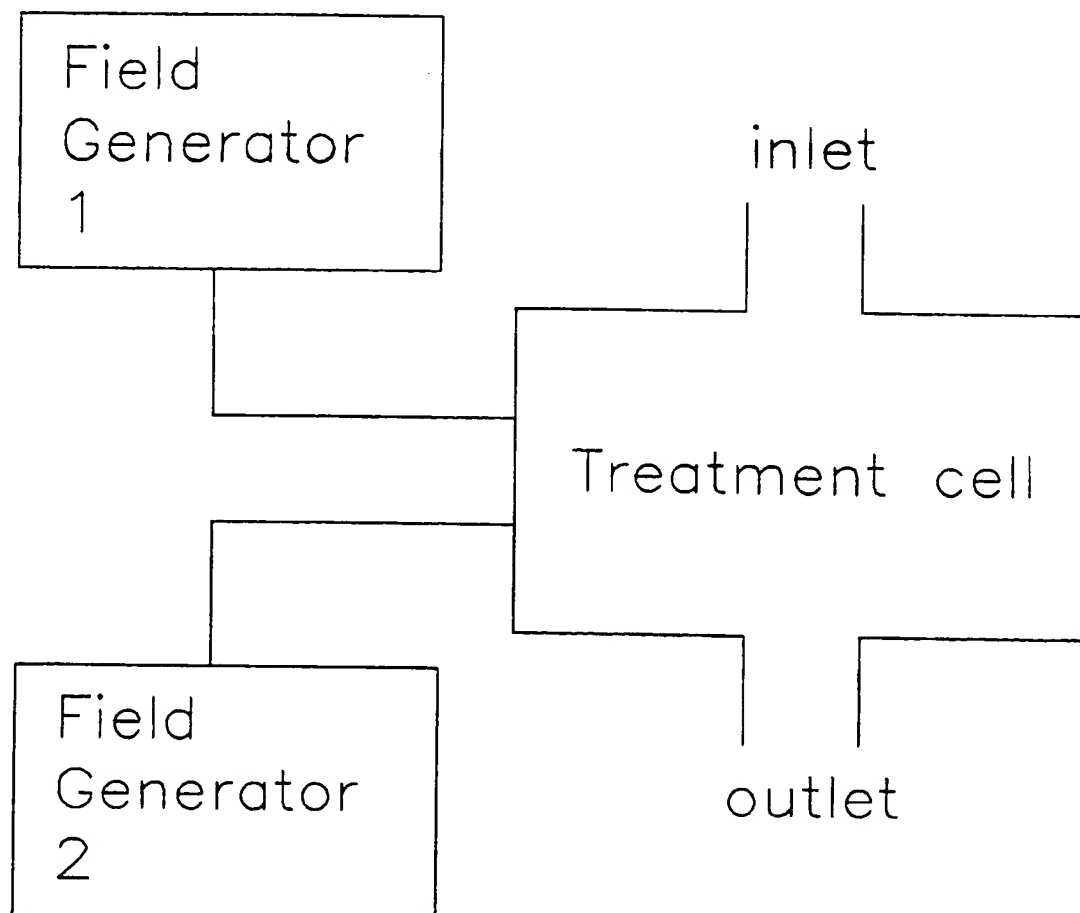 Field
Generator
1
inlet
Treatment cell
Field
Generator
2
outlet